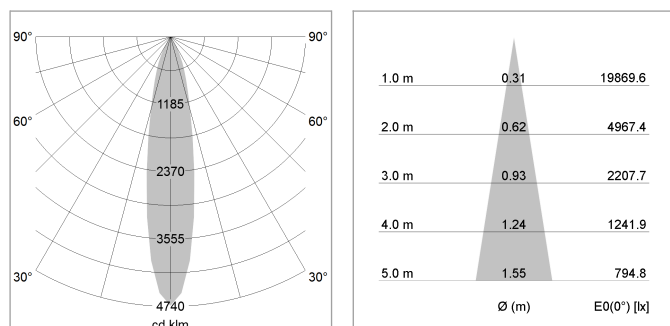 90° 90°
1185
60° 60°
2370
3555
30° 30°
4740
cd klm
1.0 m 0.31 19869.6
2.0 m 0.62 4967.4
3.0 m 0.93 2207.7
4.0 m 1.24 1241.9
5.0 m 1.55 794.8
Ø (m) E0(0°) [lx]